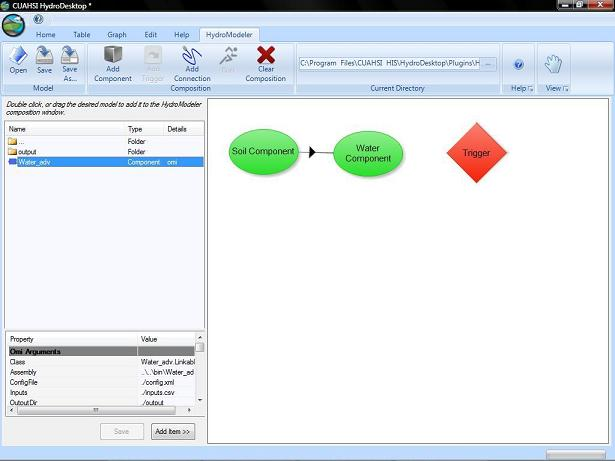 CUAHSI HydroDesktop *
Home Table Graph Edit Help HydroModeler
Open Save Save As... Add Component Add Trigger Add Connection Run Clear Composition
C:\Program Files\CUAHSI HIS\HydroDesktop\Plugins\H ...
Model Composition Current Directory Help View
Double click, or drag the desired model to add it to the HydroModeler
composition window.
Name Type Details
... Folder
output Folder
Water_adv Component omi
Soil Component
Water
Component
Trigger
Property Value
Omi Arguments
Class Water_adv.Linkabl
Assembly ..\..\bin\Water_ad
ConfigFile ./config.xml
Inputs ./inputs.csv
OutputDir ./output
Save Add Item >>